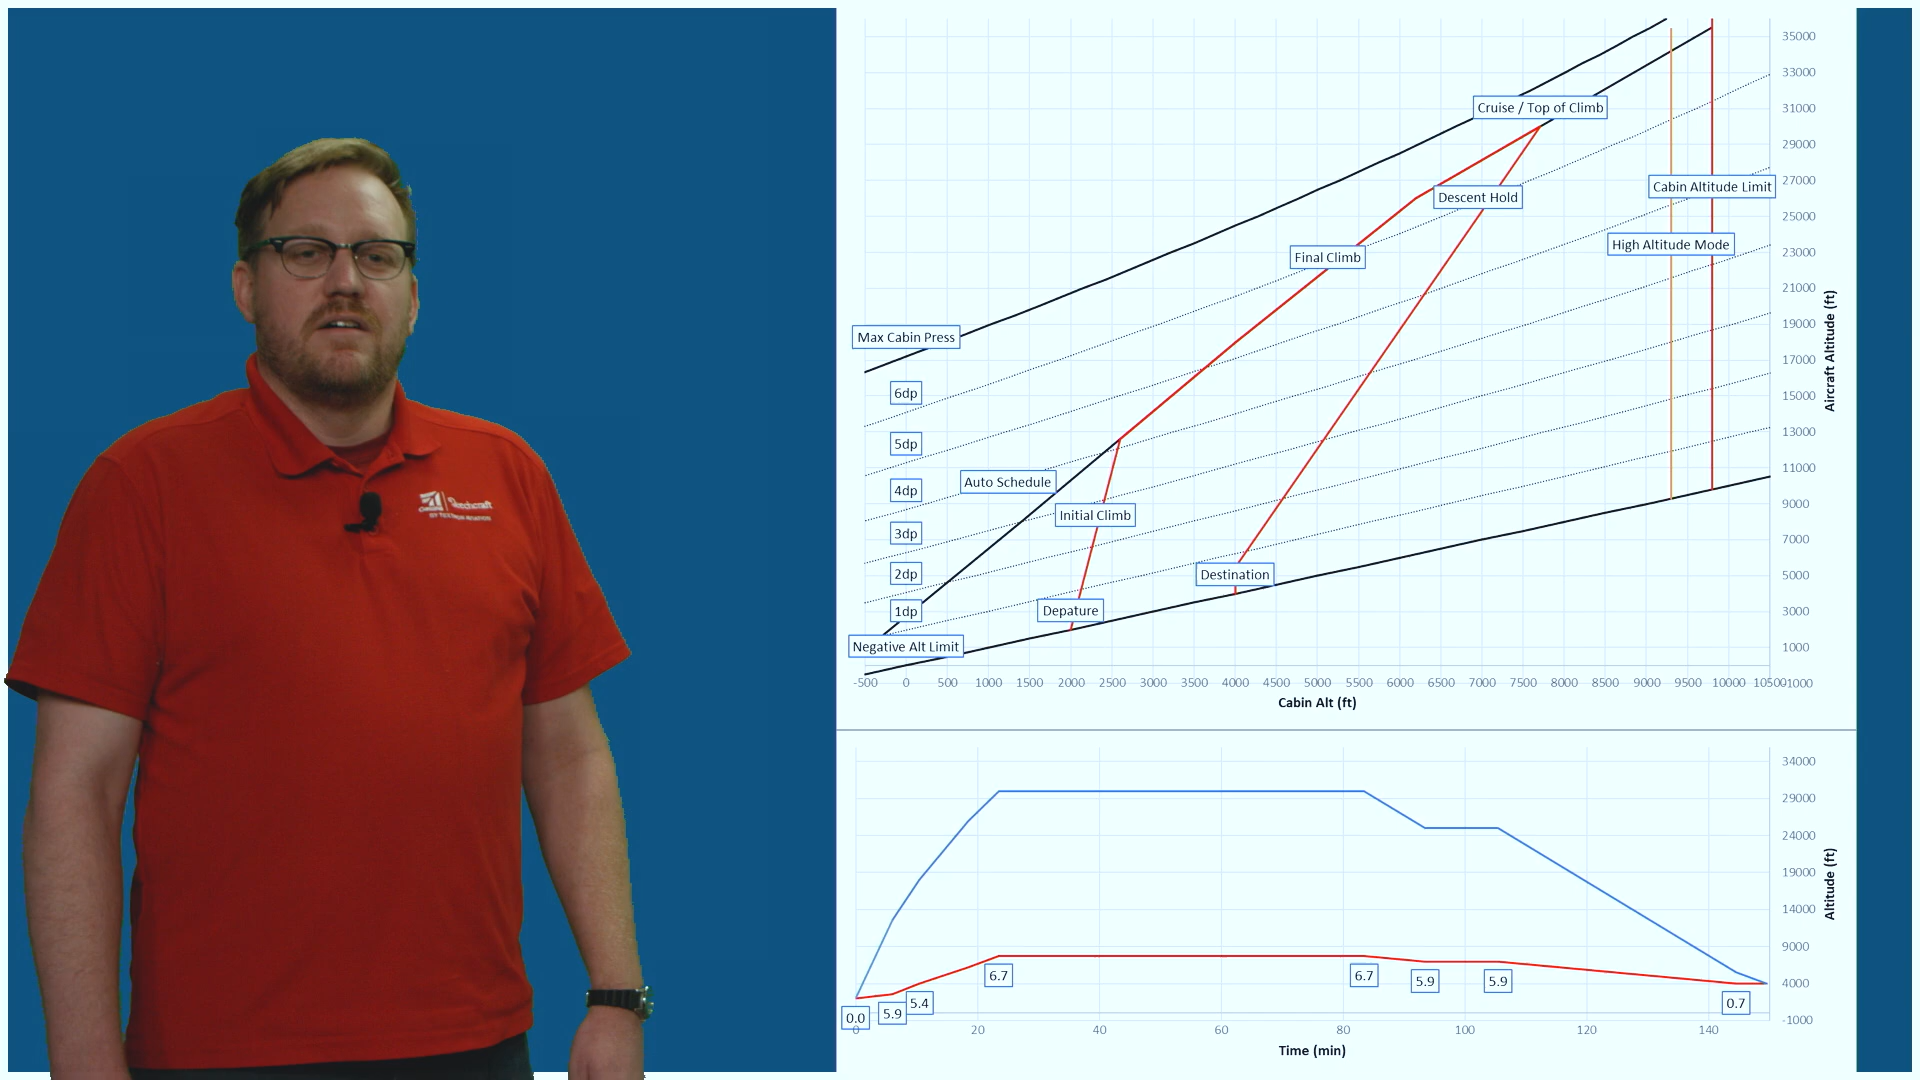 Cruise / Top of Climb
Cabin Altitude Limit
Descent Hold
High Altitude Mode
Final Climb
Max Cabin Press
6dp
5dp
Auto Schedule
4dp
Initial Climb
3dp
2dp
Destination
1dp
Depature
Negative Alt Limit
35000
33000
31000
29000
27000
25000
23000
21000
19000
17000
15000
13000
11000
9000
7000
5000
3000
1000
-1000
Aircraft Altitude (ft)
-500 0 500 1000 1500 2000 2500 3000 3500 4000 4500 5000 5500 6000 6500 7000 7500 8000 8500 9000 9500 10000 10500
Cabin Alt (ft)
34000
29000
24000
19000
14000
9000
4000
-1000
Altitude (ft)
0.0
5.9
5.4
6.7
6.7
5.9
5.9
0.7
0 20 40 60 80 100 120 140
Time (min)
Beechcraft